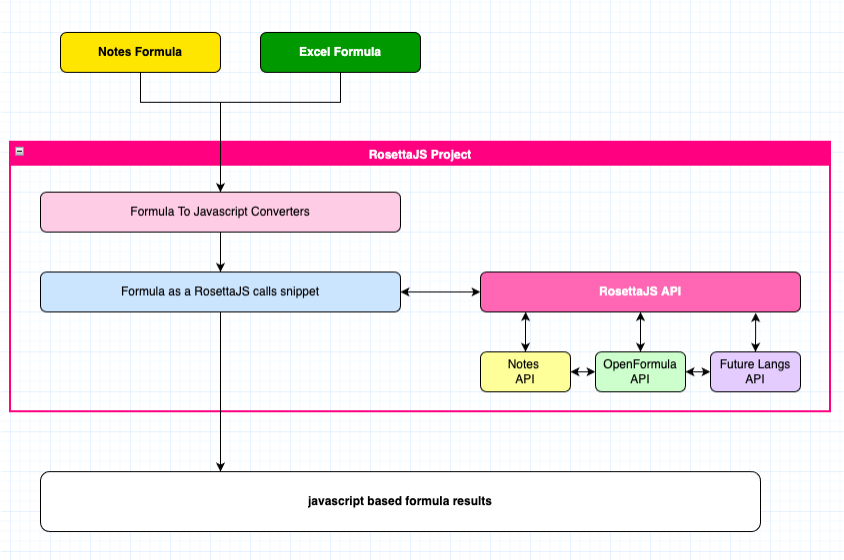 Notes Formula
Excel Formula
RosettaJS Project
Formula To Javascript Converters
Formula as a RosettaJS calls snippet
RosettaJS API
Notes
API
OpenFormula
API
Future Langs
API
javascript based formula results